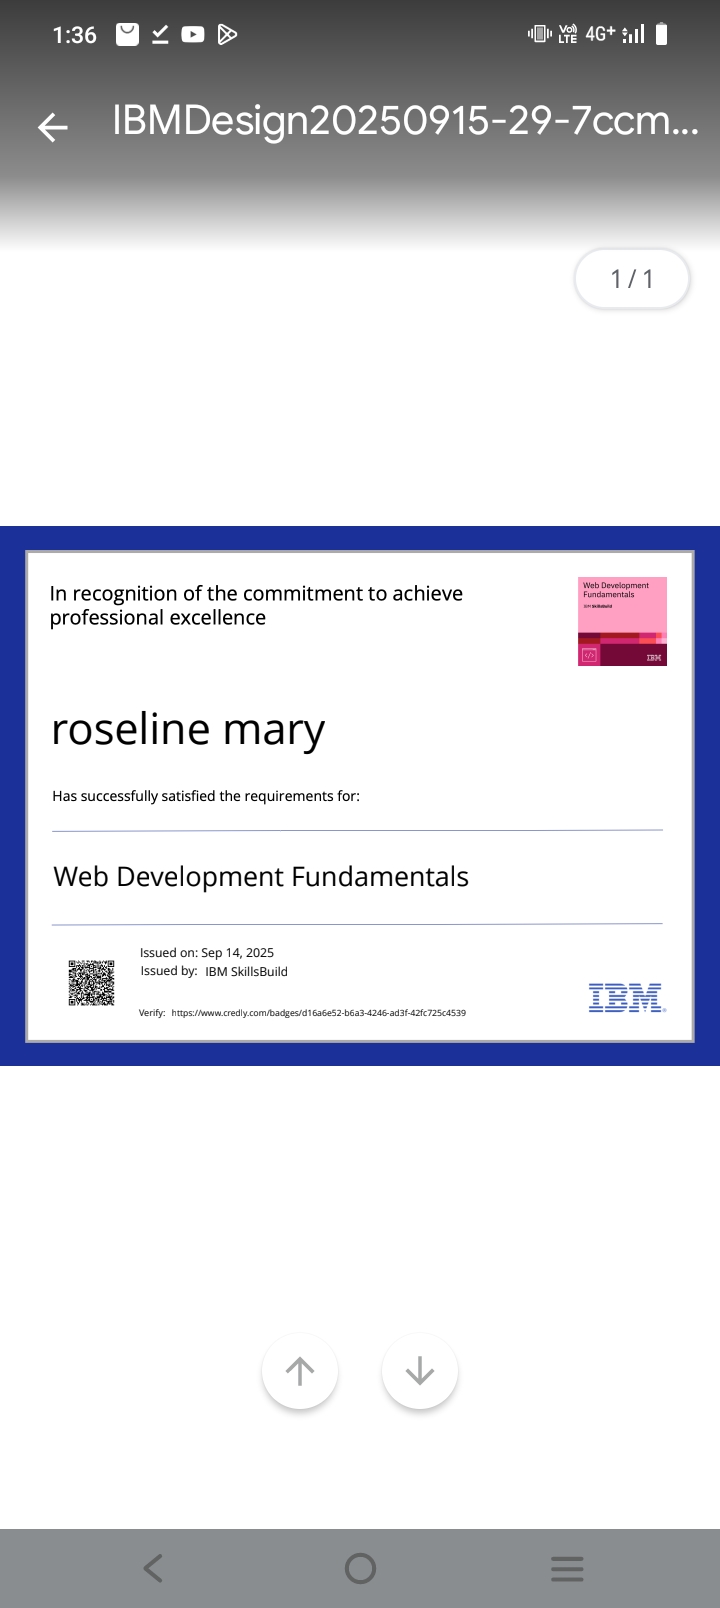 1:36
Vo) LTE 4G+
IBMDesign20250915-29-7ccm...
1 / 1
In recognition of the commitment to achieve
professional excellence
Web Development
Fundamentals
IBM SkillsBuild
IBM
roseline mary
Has successfully satisfied the requirements for:
Web Development Fundamentals
Issued on: Sep 14, 2025
Issued by: IBM SkillsBuild
Verify: https://www.credly.com/badges/d16a6e52-b6a3-4246-ad3f-42fc725c4539
IBM